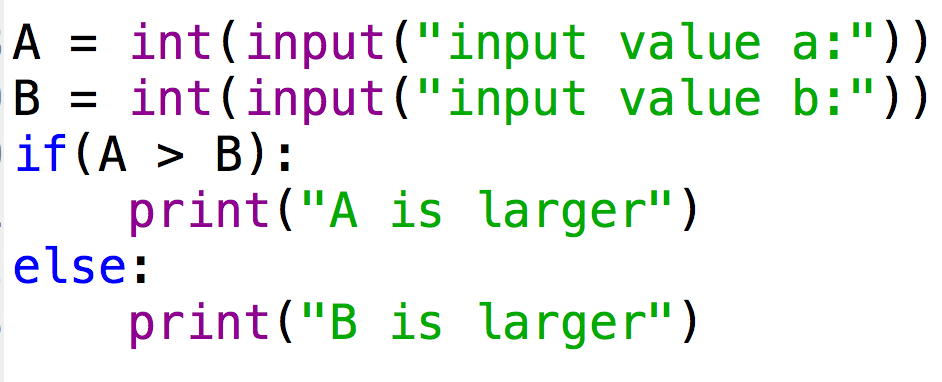 A = int(input("input value a:"))
B = int(input("input value b:"))
if(A > B):
    print("A is larger")
else:
    print("B is larger")